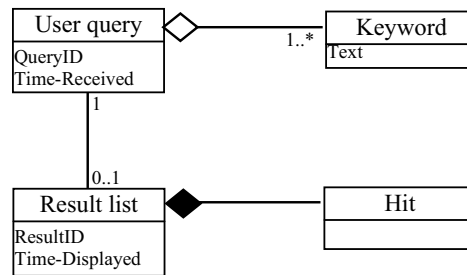 User query
QueryID
Time-Received
Keyword
Text
1..*
1
0..1
Result list
ResultID
Time-Displayed
Hit